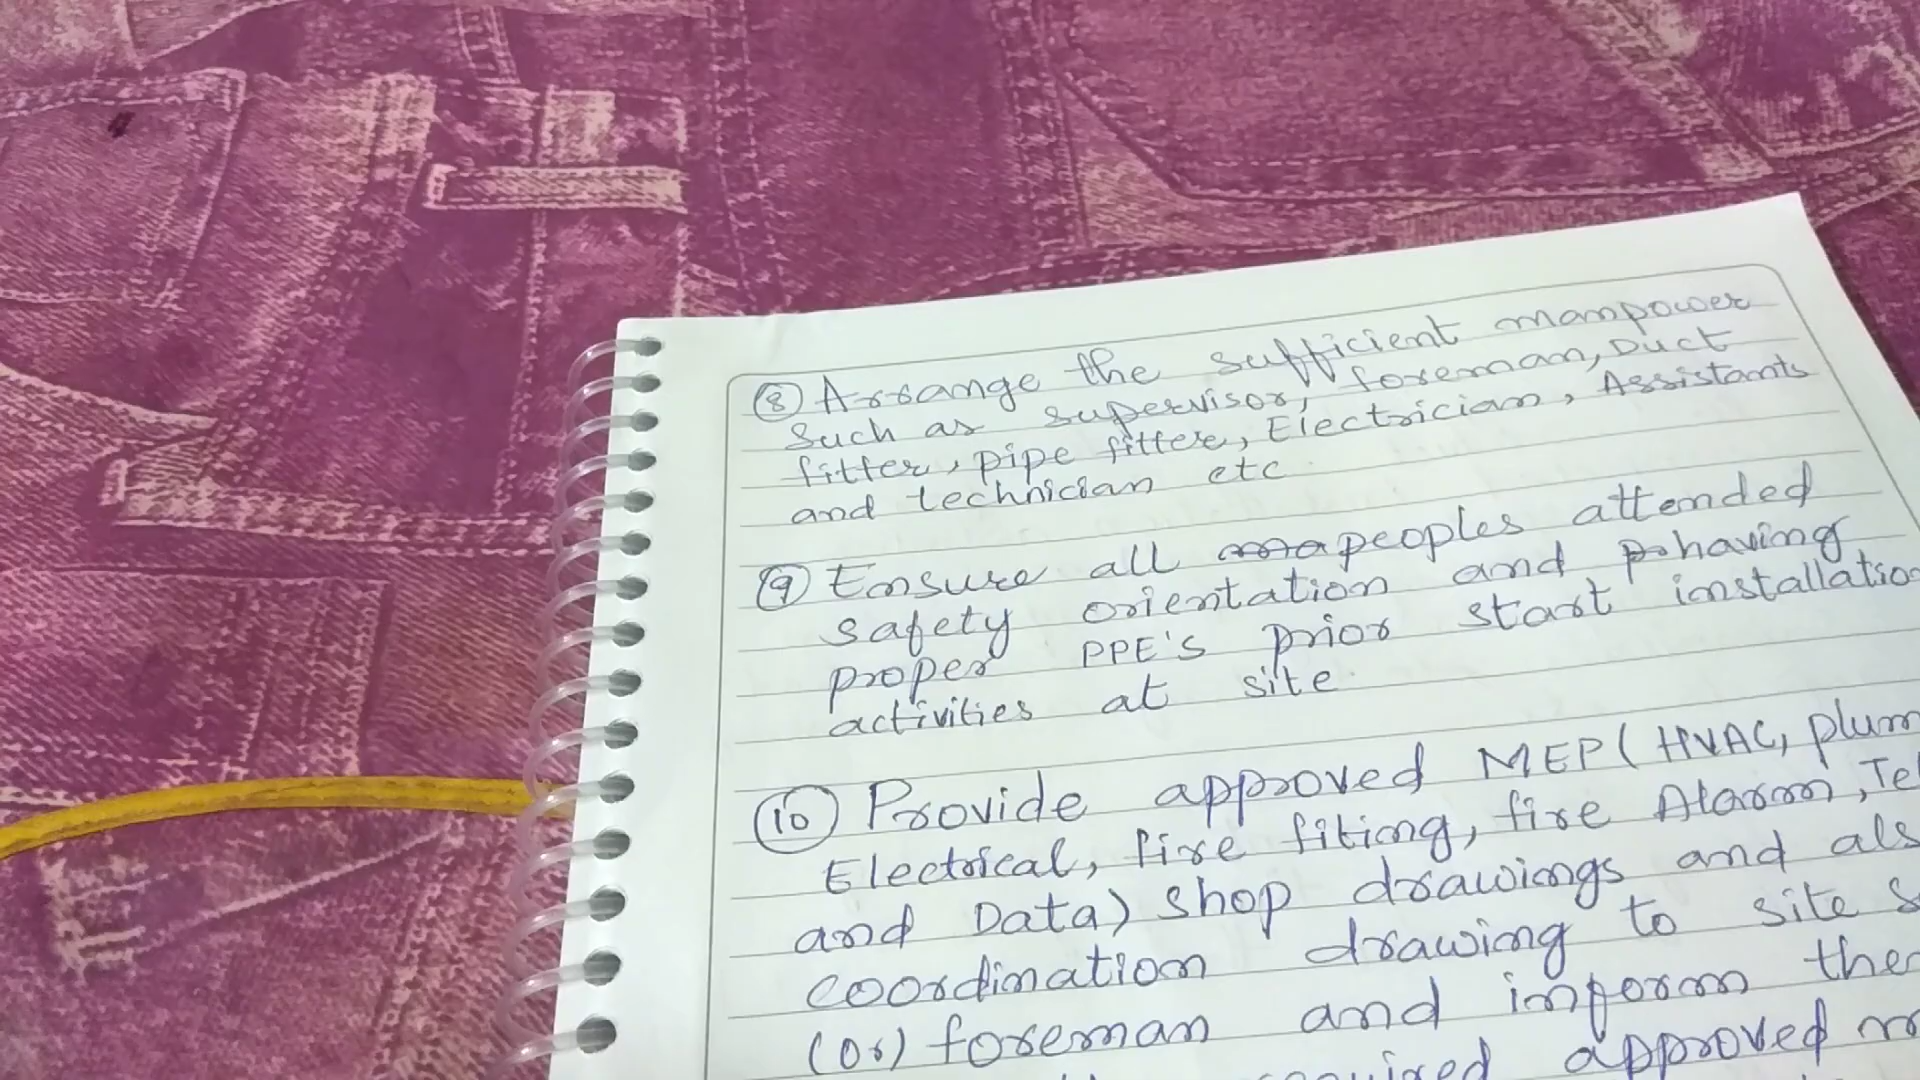 ⑧ Arrange the sufficient manpower
such as supervisor, foreman, Duct
fitter, pipe fitter, Electrician, Assistants
and technician etc
⑨ Ensure all peoples attended
safety orientation and having
proper PPE's prior start installation
activities at site.
⑩ Provide approved MEP (HVAC, plum
Electrical, fire fiting, fire Alarm, Tel
and Data) shop drawings and als
coordination drawing to site S
(or) foreman and inform the
approved